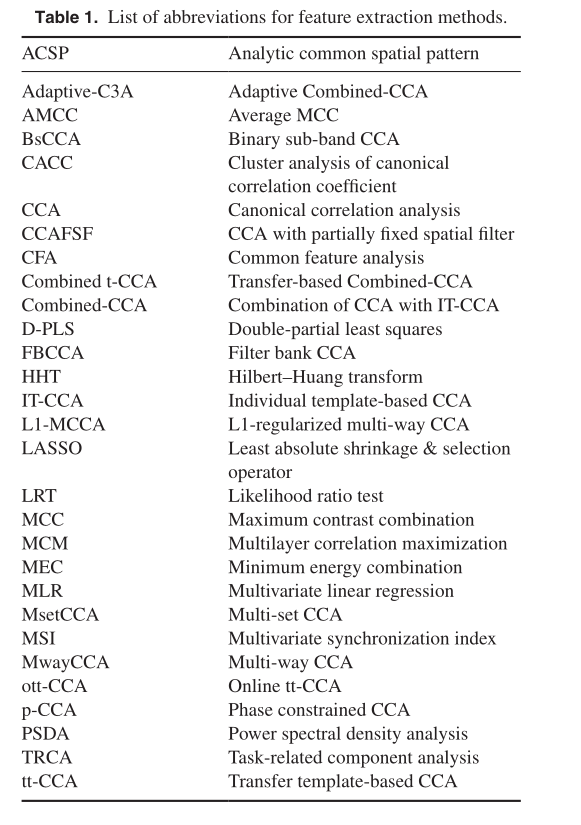 Table 1. List of abbreviations for feature extraction methods.
ACSP Analytic common spatial pattern
Adaptive-C3A Adaptive Combined-CCA
AMCC Average MCC
BsCCA Binary sub-band CCA
CACC Cluster analysis of canonical
correlation coefficient
CCA Canonical correlation analysis
CCAFSF CCA with partially fixed spatial filter
CFA Common feature analysis
Combined t-CCA Transfer-based Combined-CCA
Combined-CCA Combination of CCA with IT-CCA
D-PLS Double-partial least squares
FBCCA Filter bank CCA
HHT Hilbert–Huang transform
IT-CCA Individual template-based CCA
L1-MCCA L1-regularized multi-way CCA
LASSO Least absolute shrinkage & selection
operator
LRT Likelihood ratio test
MCC Maximum contrast combination
MCM Multilayer correlation maximization
MEC Minimum energy combination
MLR Multivariate linear regression
MsetCCA Multi-set CCA
MSI Multivariate synchronization index
MwayCCA Multi-way CCA
ott-CCA Online tt-CCA
p-CCA Phase constrained CCA
PSDA Power spectral density analysis
TRCA Task-related component analysis
tt-CCA Transfer template-based CCA